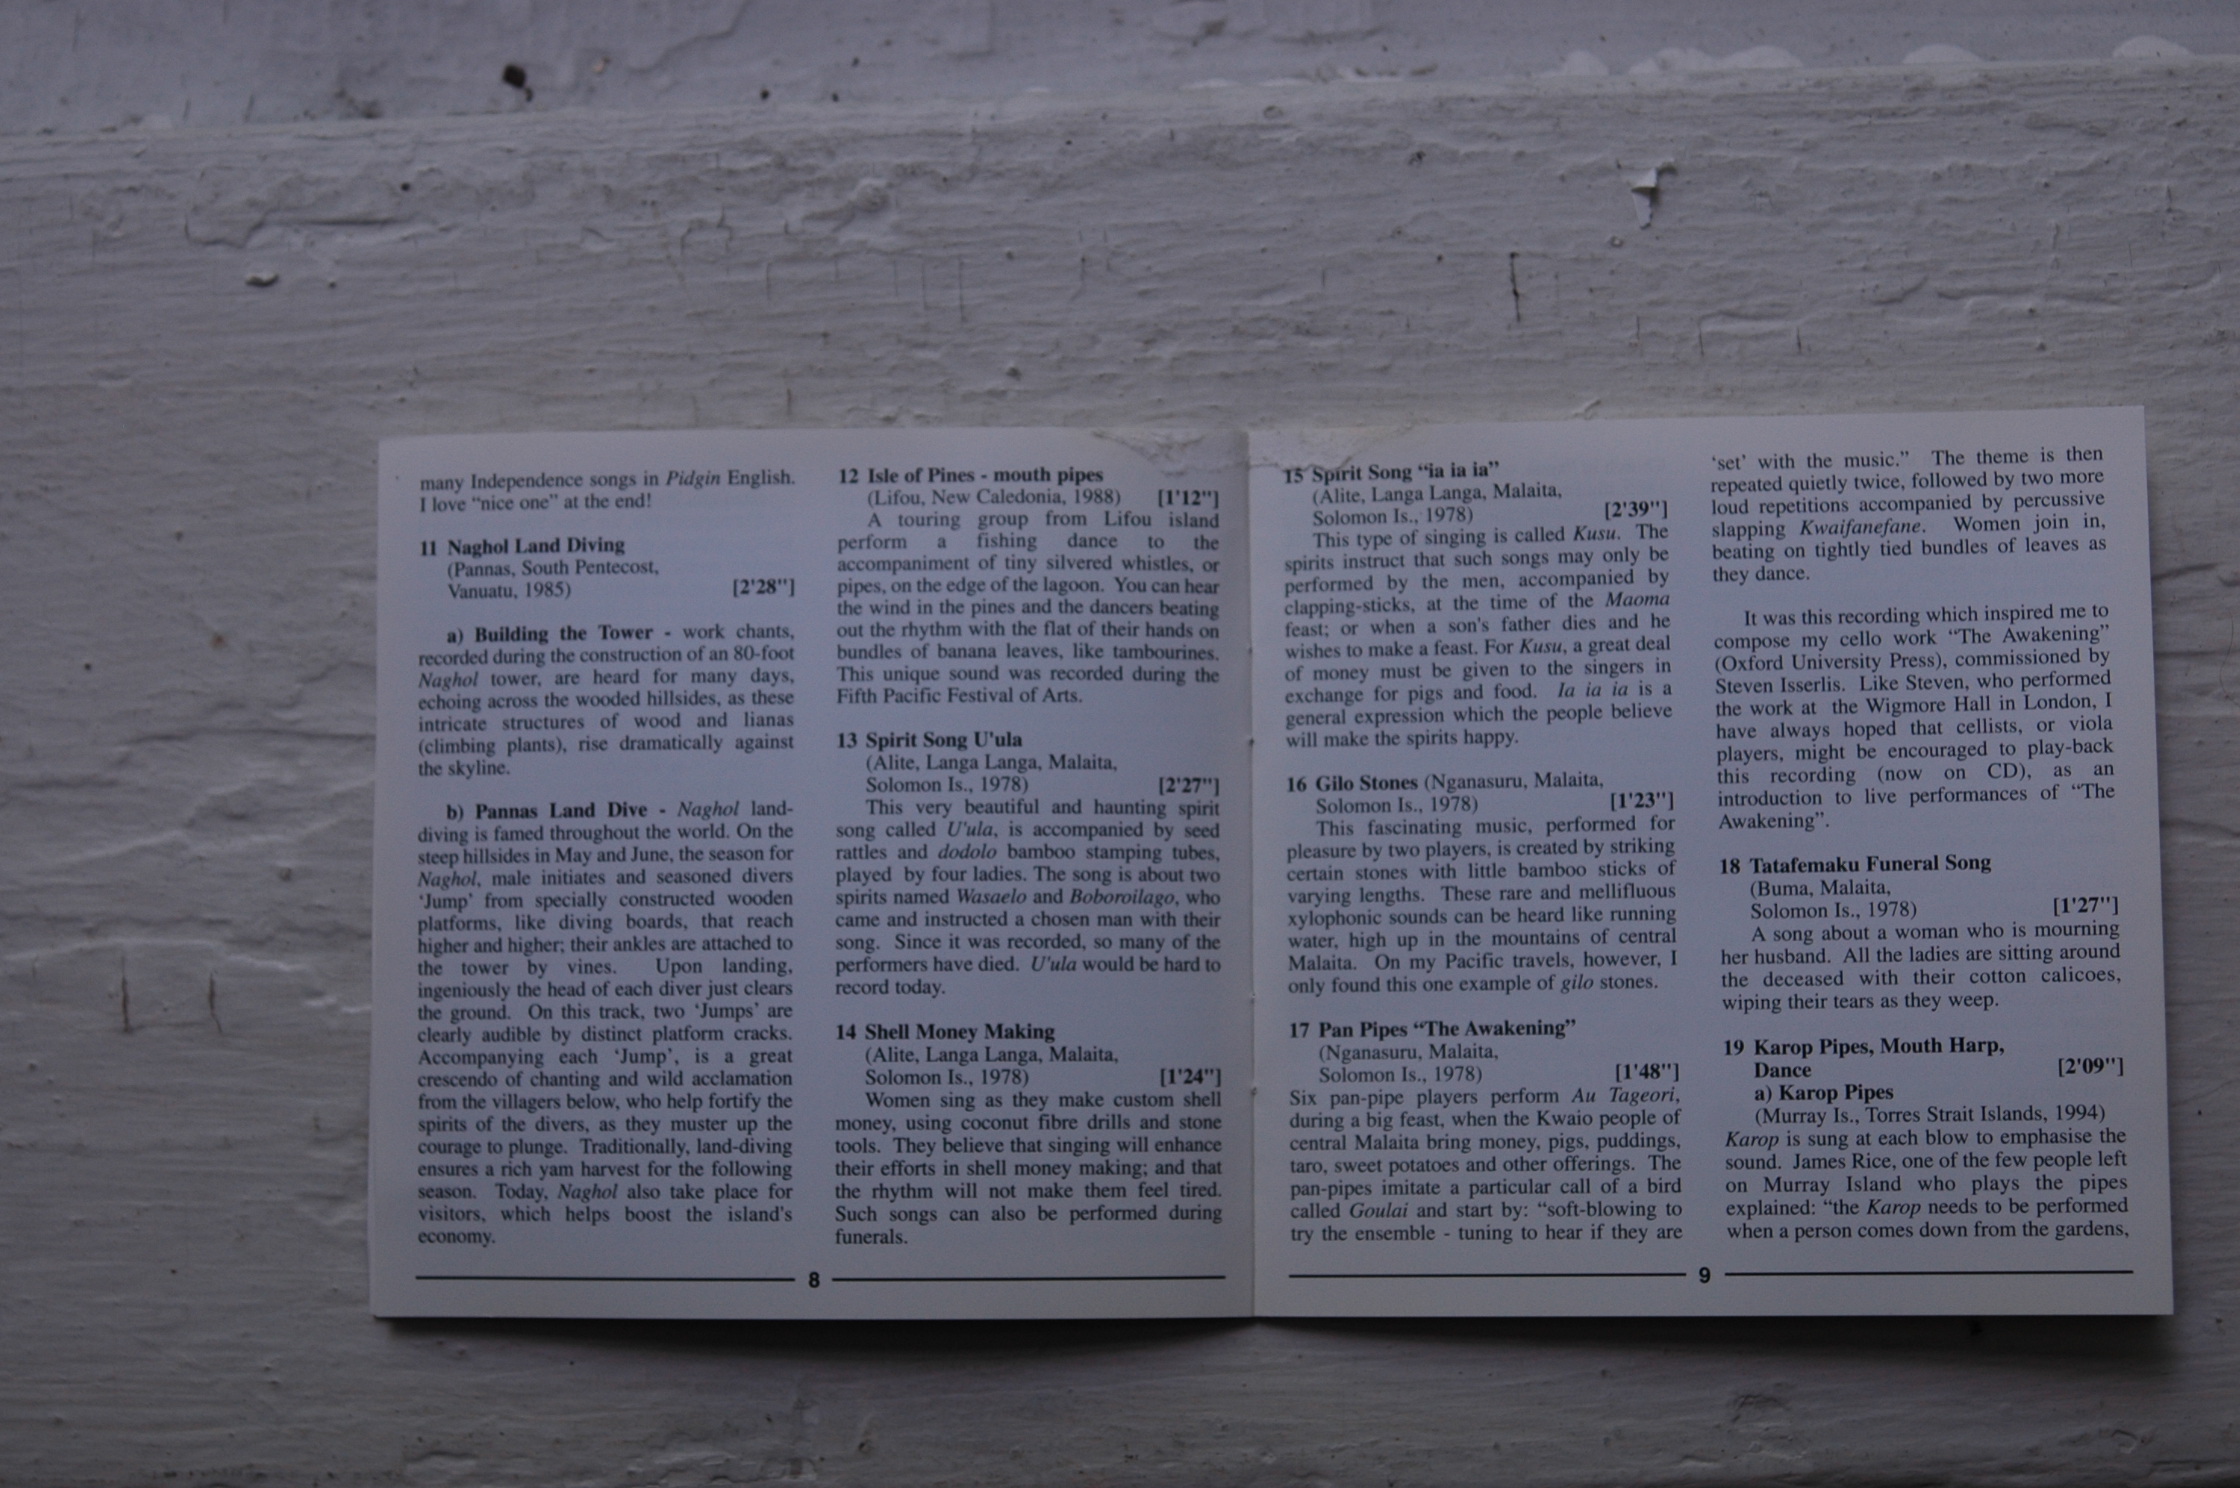 many Independence songs in Pidgin English.
I love "nice one" at the end!
11 Naghol Land Diving
(Pannas, South Pentecost,
Vanuatu, 1985) [2'28"]
a) Building the Tower - work chants,
recorded during the construction of an 80-foot
Naghol tower, are heard for many days,
echoing across the wooded hillsides, as these
intricate structures of wood and lianas
(climbing plants), rise dramatically against
the skyline.
b) Pannas Land Dive - Naghol land-
diving is famed throughout the world. On the
steep hillsides in May and June, the season for
Naghol, male initiates and seasoned divers
'Jump' from specially constructed wooden
platforms, like diving boards, that reach
higher and higher; their ankles are attached to
the tower by vines. Upon landing,
ingeniously the head of each diver just clears
the ground. On this track, two 'Jumps' are
clearly audible by distinct platform cracks.
Accompanying each 'Jump', is a great
crescendo of chanting and wild acclamation
from the villagers below, who help fortify the
spirits of the divers, as they muster up the
courage to plunge. Traditionally, land-diving
ensures a rich yam harvest for the following
season. Today, Naghol also take place for
visitors, which helps boost the island's
economy.
12 Isle of Pines - mouth pipes
(Lifou, New Caledonia, 1988) [1'12"]
A touring group from Lifou island
perform a fishing dance to the
accompaniment of tiny silvered whistles, or
pipes, on the edge of the lagoon. You can hear
the wind in the pines and the dancers beating
out the rhythm with the flat of their hands on
bundles of banana leaves, like tambourines.
This unique sound was recorded during the
Fifth Pacific Festival of Arts.
13 Spirit Song U'ula
(Alite, Langa Langa, Malaita,
Solomon Is., 1978) [2'27"]
This very beautiful and haunting spirit
song called U'ula, is accompanied by seed
rattles and dodolo bamboo stamping tubes,
played by four ladies. The song is about two
spirits named Wasaelo and Boboroilago, who
came and instructed a chosen man with their
song. Since it was recorded, so many of the
performers have died. U'ula would be hard to
record today.
14 Shell Money Making
(Alite, Langa Langa, Malaita,
Solomon Is., 1978) [1'24"]
Women sing as they make custom shell
money, using coconut fibre drills and stone
tools. They believe that singing will enhance
their efforts in shell money making; and that
the rhythm will not make them feel tired.
Such songs can also be performed during
funerals.
8
15 Spirit Song "ia ia ia"
(Alite, Langa Langa, Malaita,
Solomon Is., 1978) [2'39"]
This type of singing is called Kusu. The
spirits instruct that such songs may only be
performed by the men, accompanied by
clapping-sticks, at the time of the Maoma
feast; or when a son's father dies and he
wishes to make a feast. For Kusu, a great deal
of money must be given to the singers in
exchange for pigs and food. Ia ia ia is a
general expression which the people believe
will make the spirits happy.
16 Gilo Stones (Nganasuru, Malaita,
Solomon Is., 1978) [1'23"]
This fascinating music, performed for
pleasure by two players, is created by striking
certain stones with little bamboo sticks of
varying lengths. These rare and mellifluous
xylophonic sounds can be heard like running
water, high up in the mountains of central
Malaita. On my Pacific travels, however, I
only found this one example of gilo stones.
17 Pan Pipes "The Awakening"
(Nganasuru, Malaita,
Solomon Is., 1978) [1'48"]
Six pan-pipe players perform Au Tageori,
during a big feast, when the Kwaio people of
central Malaita bring money, pigs, puddings,
taro, sweet potatoes and other offerings. The
pan-pipes imitate a particular call of a bird
called Goulai and start by: "soft-blowing to
try the ensemble - tuning to hear if they are
'set' with the music." The theme is then
repeated quietly twice, followed by two more
loud repetitions accompanied by percussive
slapping Kwaifanefane. Women join in,
beating on tightly tied bundles of leaves as
they dance.
It was this recording which inspired me to
compose my cello work "The Awakening"
(Oxford University Press), commissioned by
Steven Isserlis. Like Steven, who performed
the work at the Wigmore Hall in London, I
have always hoped that cellists, or viola
players, might be encouraged to play-back
this recording (now on CD), as an
introduction to live performances of "The
Awakening".
18 Tatafemaku Funeral Song
(Buma, Malaita,
Solomon Is., 1978) [1'27"]
A song about a woman who is mourning
her husband. All the ladies are sitting around
the deceased with their cotton calicoes,
wiping their tears as they weep.
19 Karop Pipes, Mouth Harp,
Dance [2'09"]
a) Karop Pipes
(Murray Is., Torres Strait Islands, 1994)
Karop is sung at each blow to emphasise the
sound. James Rice, one of the few people left
on Murray Island who plays the pipes
explained: "the Karop needs to be performed
when a person comes down from the gardens,
9